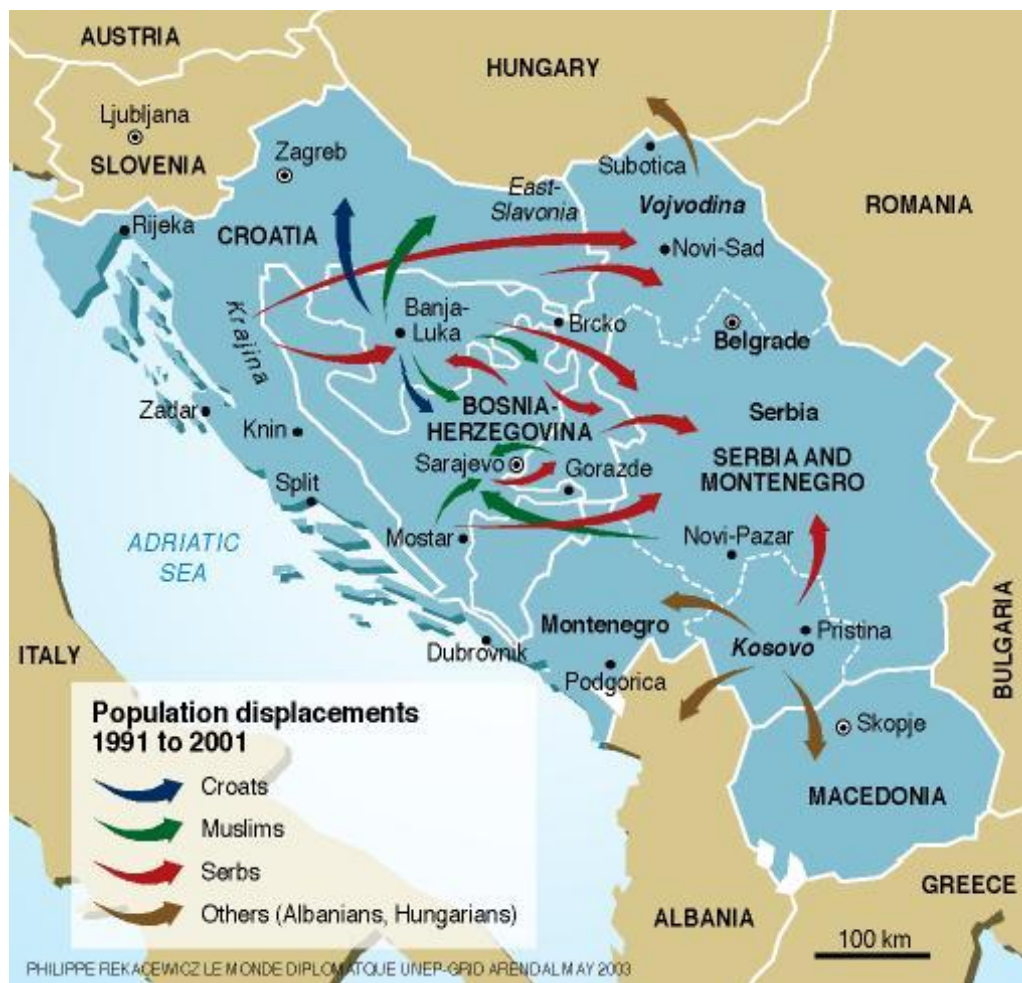 AUSTRIA
HUNGARY
Ljubljana
SLOVENIA
Zagreb
Subotica
East-
Slavonia
Vojvodina
ROMANIA
Rijeka
CROATIA
Novi-Sad
Krajina
Banja-
Luka
Brcko
Belgrade
Zadar
Knin
BOSNIA-
HERZEGOVINA
Serbia
Sarajevo
Gorazde
SERBIA AND
MONTENEGRO
Split
Mostar
Novi-Pazar
ADRIATIC
SEA
BULGARIA
ITALY
Dubrovnik
Montenegro
Kosovo
Pristina
Podgorica
Skopje
MACEDONIA
Population displacements
1991 to 2001
Croats
Muslims
Serbs
Others (Albanians, Hungarians)
ALBANIA
GREECE
100 km
PHILIPPE REKACEWICZ LE MONDE DIPLOMATQUE UNEP-GRID ARENDAL MAY 2003